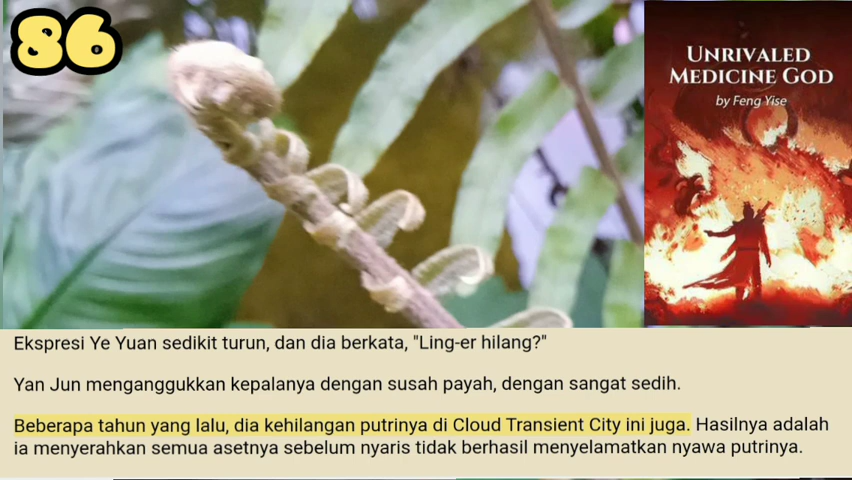 86
UNRIVALED
MEDICINE GOD
by Feng Yise
Ekspresi Ye Yuan sedikit turun, dan dia berkata, "Ling-er hilang?"
Yan Jun menganggukkan kepalanya dengan susah payah, dengan sangat sedih.
Beberapa tahun yang lalu, dia kehilangan putrinya di Cloud Transient City ini juga. Hasilnya adalah
ia menyerahkan semua asetnya sebelum nyaris tidak berhasil menyelamatkan nyawa putrinya.